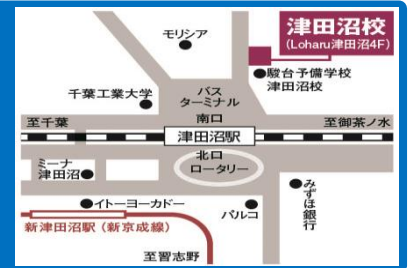 津田沼校
(Loharu津田沼4F)
モリシア
駿台予備学校
津田沼校
千葉工業大学
バス
ターミナル
南口
至千葉
至御茶ノ水
津田沼駅
北口
ロータリー
ミーナ
津田沼
イトーヨーカドー
パルコ
みずほ銀行
新津田沼駅(新京成線)
至習志野